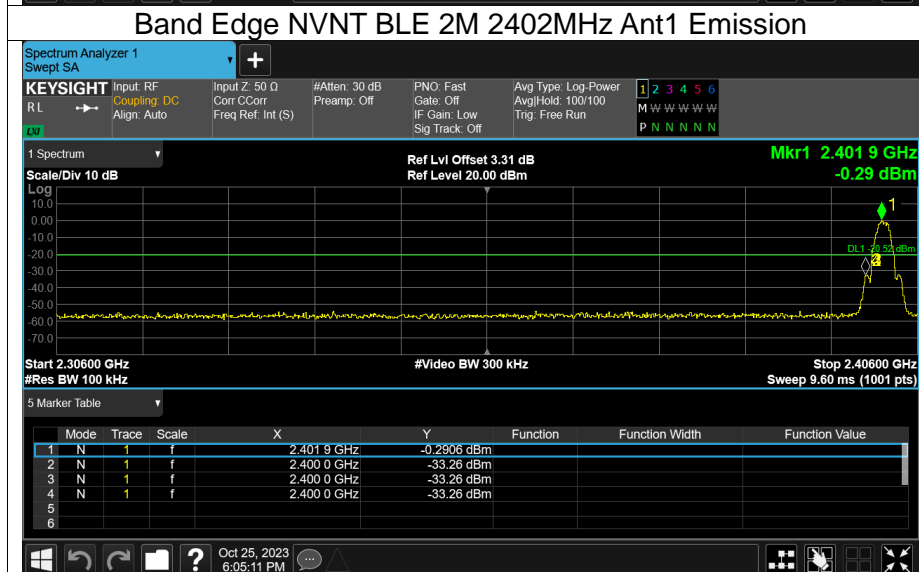 Band Edge NVNT BLE 2M 2402MHz Ant1 Emission
Spectrum Analyzer 1
Swept SA
KEYSIGHT Input: RF Input Z: 50 Ω #Atten: 30 dB PNO: Fast Avg Type: Log-Power 1 2 3 4 5 6
R L Coupling: DC Corr CCorr Preamp: Off Gate: Off Avg|Hold: 100/100 M W W W W W
Align: Auto Freq Ref: Int (S) IF Gain: Low Trig: Free Run
LXI Sig Track: Off P N N N N N
1 Spectrum Ref Lvl Offset 3.31 dB Mkr1 2.401 9 GHz
Scale/Div 10 dB Ref Level 20.00 dBm -0.29 dBm
Log
10.0
1
0.00
-10.0
DL1 -20.52 dBm
-20.0
-30.0
-40.0
-50.0
-60.0
-70.0
Start 2.30600 GHz #Video BW 300 kHz Stop 2.40600 GHz
#Res BW 100 kHz Sweep 9.60 ms (1001 pts)
5 Marker Table
Mode Trace Scale X Y Function Function Width Function Value
1 N 1 f 2.401 9 GHz -0.2906 dBm
2 N 1 f 2.400 0 GHz -33.26 dBm
3 N 1 f 2.400 0 GHz -33.26 dBm
4 N 1 f 2.400 0 GHz -33.26 dBm
5
6
? Oct 25, 2023
6:05:11 PM